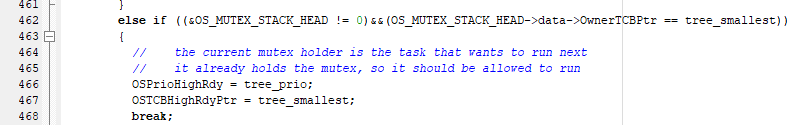 461 }
462 else if ((&OS_MUTEX_STACK_HEAD != 0)&&(OS_MUTEX_STACK_HEAD->data->OwnerTCBPtr == tree_smallest))
463 {
464 // the current mutex holder is the task that wants to run next
465 // it already holds the mutex, so it should be allowed to run
466 OSPrioHighRdy = tree_prio;
467 OSTCBHighRdyPtr = tree_smallest;
468 break;